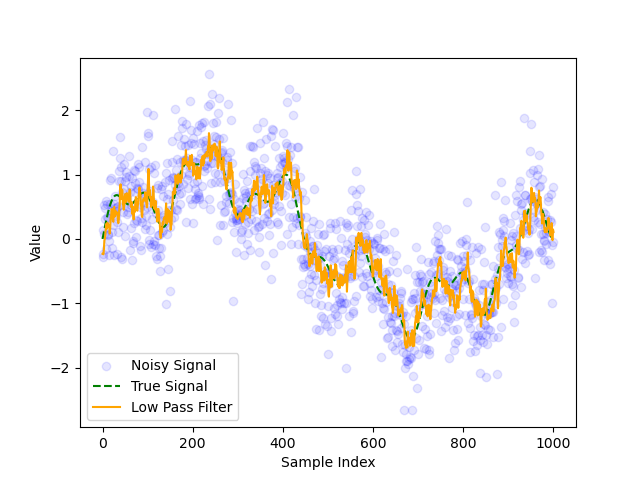 2
1
0
−1
−2
Value
Noisy Signal
True Signal
Low Pass Filter
0 200 400 600 800 1000
Sample Index